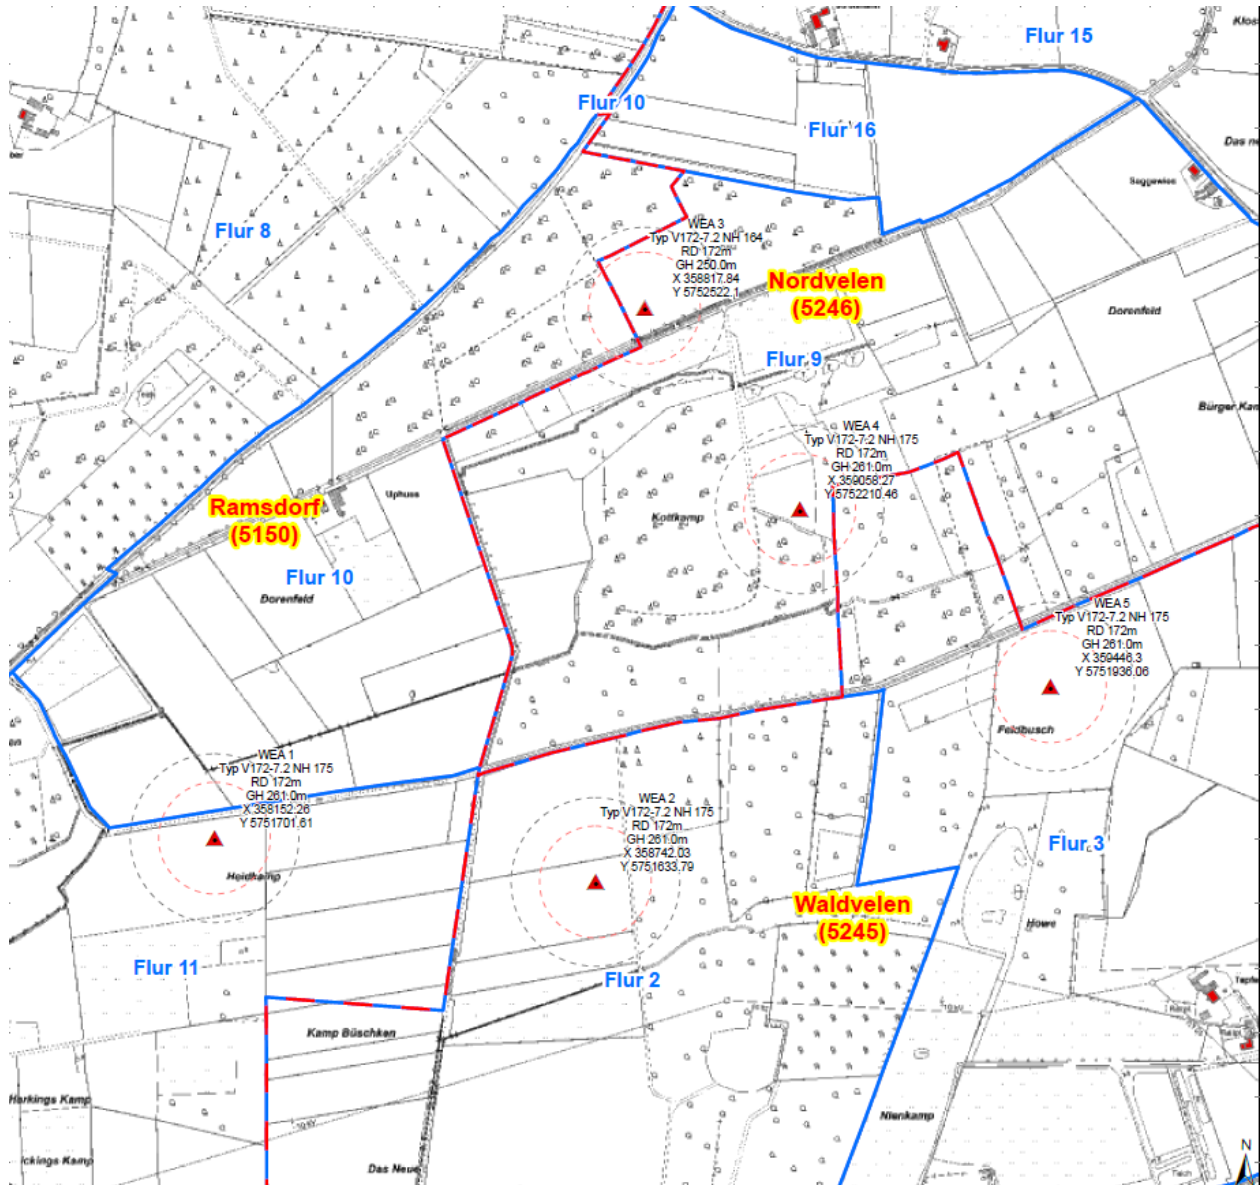 Flur 15
Flur 10
Flur 16
Das ne
Saggewies
Flur 8
WEA 3
Typ V172-7.2 NH 164
RD 172m
GH 250.0m
X 358817.84
Y 5752522.1
Nordvelen
(5246)
Dorenfeld
Flur 9
Bürger Kam
WEA 4
Typ V172-7.2 NH 175
RD 172m
GH 261.0m
X 359058.27
Y 5752210.46
Uphuse
Ramsdorf
(5150)
Kottkamp
Flur 10
Dorenfeld
WEA 5
Typ V172-7.2 NH 175
RD 172m
GH 261.0m
X 359446.3
Y 5751936.06
Feldbusch
WEA 1
Typ V172-7.2 NH 175
RD 172m
GH 261.0m
X 358152.26
Y 5751701.61
WEA 2
Typ V172-7.2 NH 175
RD 172m
GH 261.0m
X 358742.03
Y 5751633.79
Flur 3
Heidkamp
Waldvelen
(5245)
Howe
Flur 11
Flur 2
Kamp Büschken
Harkings Kamp
Nienkamp
ickings Kamp
Das Neue
Teich
N